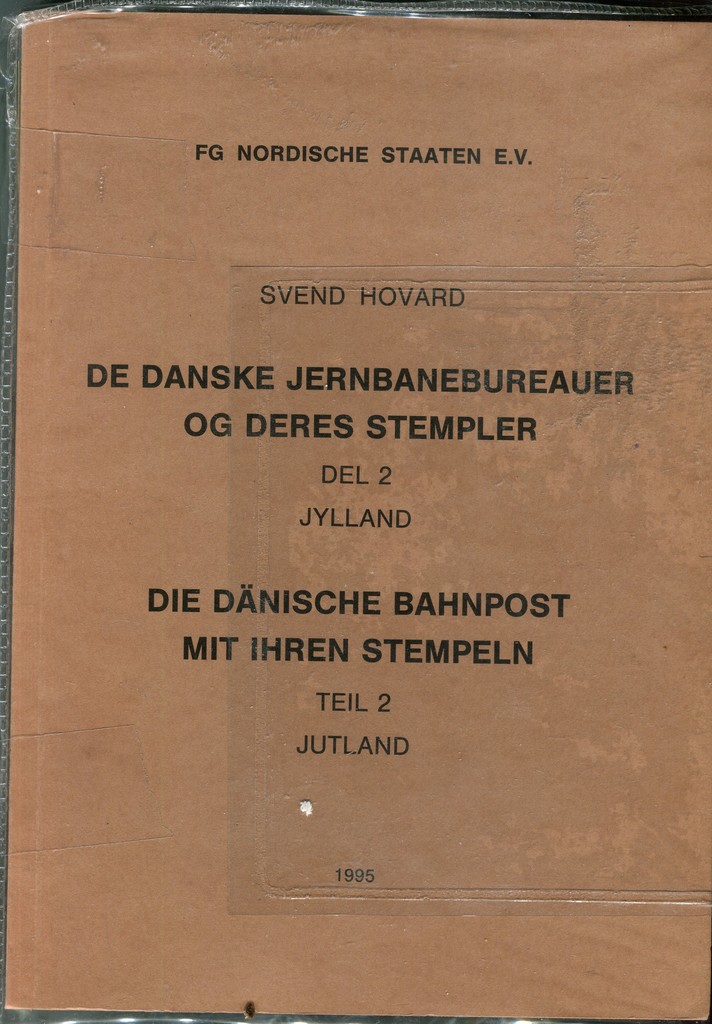 FG NORDISCHE STAATEN E.V.
SVEND HOVARD
DE DANSKE JERNBANEBUREAUER
OG DERES STEMPLER
DEL 2
JYLLAND
DIE DÄNISCHE BAHNPOST
MIT IHREN STEMPELN
TEIL 2
JUTLAND
1995